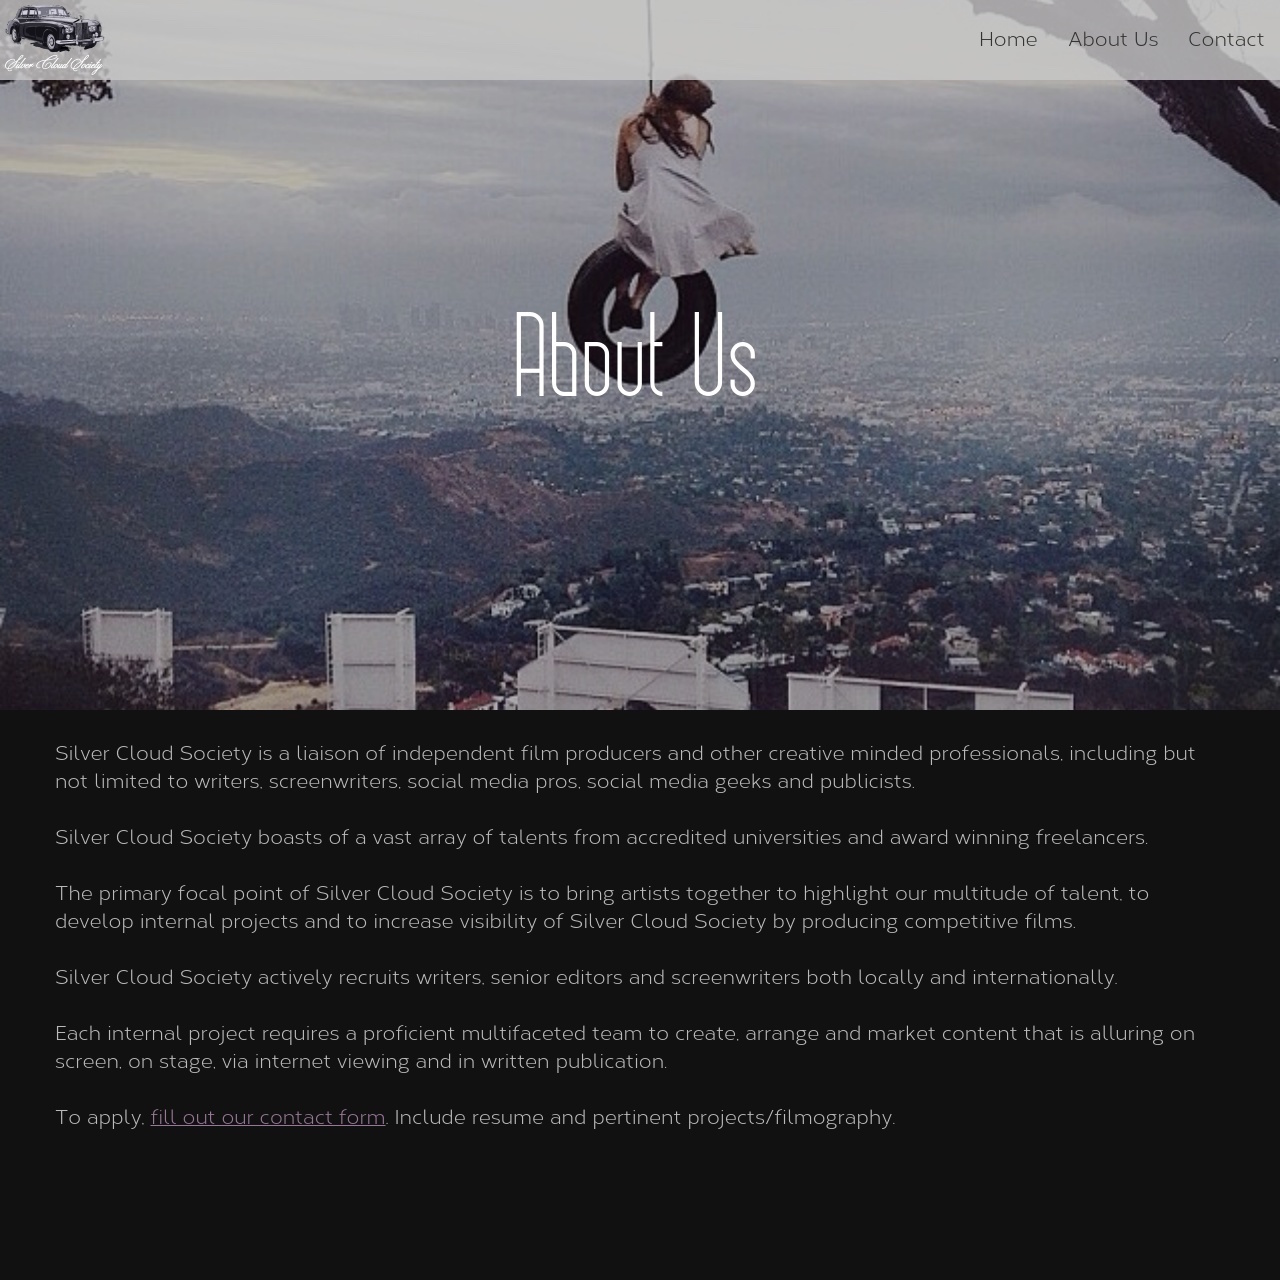 Silver Cloud Society
Home
About Us
Contact
About Us
Silver Cloud Society is a liaison of independent film producers and other creative minded professionals, including but
not limited to writers, screenwriters, social media pros, social media geeks and publicists.
Silver Cloud Society boasts of a vast array of talents from accredited universities and award winning freelancers.
The primary focal point of Silver Cloud Society is to bring artists together to highlight our multitude of talent, to
develop internal projects and to increase visibility of Silver Cloud Society by producing competitive films.
Silver Cloud Society actively recruits writers, senior editors and screenwriters both locally and internationally.
Each internal project requires a proficient multifaceted team to create, arrange and market content that is alluring on
screen, on stage, via internet viewing and in written publication.
To apply, fill out our contact form. Include resume and pertinent projects/filmography.